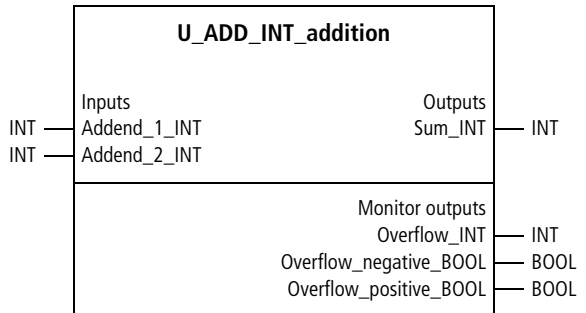 U_ADD_INT_addition
Inputs Outputs
INT Addend_1_INT Sum_INT INT
INT Addend_2_INT
Monitor outputs
Overflow_INT INT
Overflow_negative_BOOL BOOL
Overflow_positive_BOOL BOOL